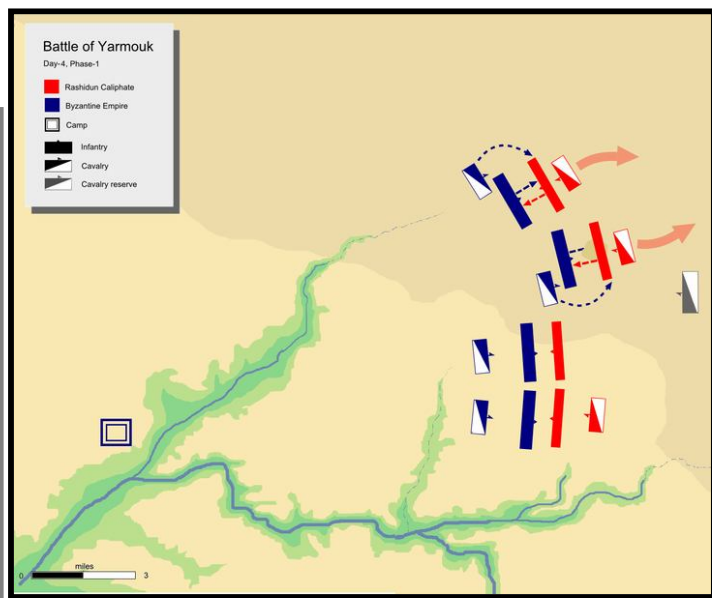 Battle of Yarmouk
Day-4, Phase-1
Rashidun Caliphate
Byzantine Empire
Camp
Infantry
Cavalry
Cavalry reserve
miles
0 3